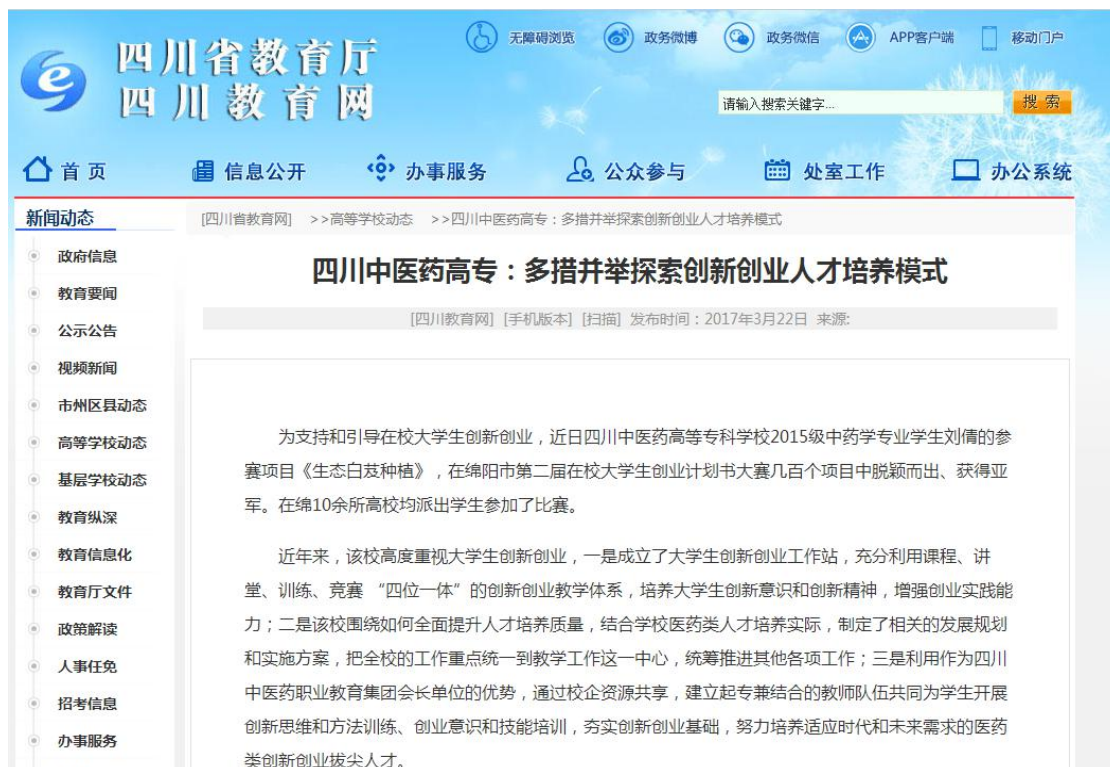 无障碍浏览 政务微博 政务微信 APP客户端 移动门户
四川省教育厅
四川教育网
请输入搜索关键字... 搜 索
首 页 信息公开 办事服务 公众参与 处室工作 办公系统
新闻动态
[四川省教育网] >>高等学校动态 >>四川中医药高专：多措并举探索创新创业人才培养模式
政府信息
教育要闻
公示公告
视频新闻
市州区县动态
高等学校动态
基层学校动态
教育纵深
教育信息化
教育厅文件
政策解读
人事任免
招考信息
办事服务
四川中医药高专：多措并举探索创新创业人才培养模式
[四川教育网] [手机版本] [扫描] 发布时间：2017年3月22日 来源:
为支持和引导在校大学生创新创业，近日四川中医药高等专科学校2015级中药学专业学生刘倩的参
赛项目《生态白芨种植》，在绵阳市第二届在校大学生创业计划书大赛几百个项目中脱颖而出、获得亚
军。在绵10余所高校均派出学生参加了比赛。
近年来，该校高度重视大学生创新创业，一是成立了大学生创新创业工作站，充分利用课程、讲
堂、训练、竞赛 “四位一体”的创新创业教学体系，培养大学生创新意识和创新精神，增强创业实践能
力；二是该校围绕如何全面提升人才培养质量，结合学校医药类人才培养实际，制定了相关的发展规划
和实施方案，把全校的工作重点统一到教学工作这一中心，统筹推进其他各项工作；三是利用作为四川
中医药职业教育集团会长单位的优势，通过校企资源共享，建立起专兼结合的教师队伍共同为学生开展
创新思维和方法训练、创业意识和技能培训，夯实创新创业基础，努力培养适应时代和未来需求的医药
类创新创业拔尖人才。